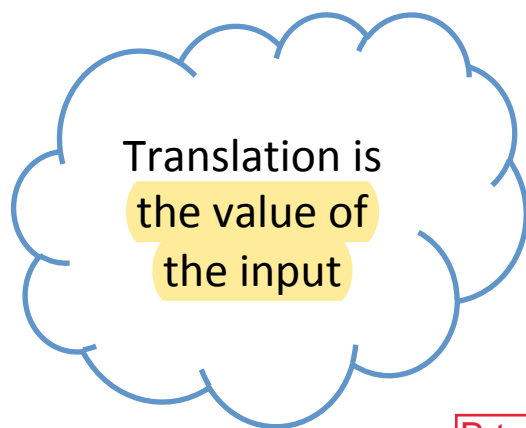 Translation is
the value of
the input